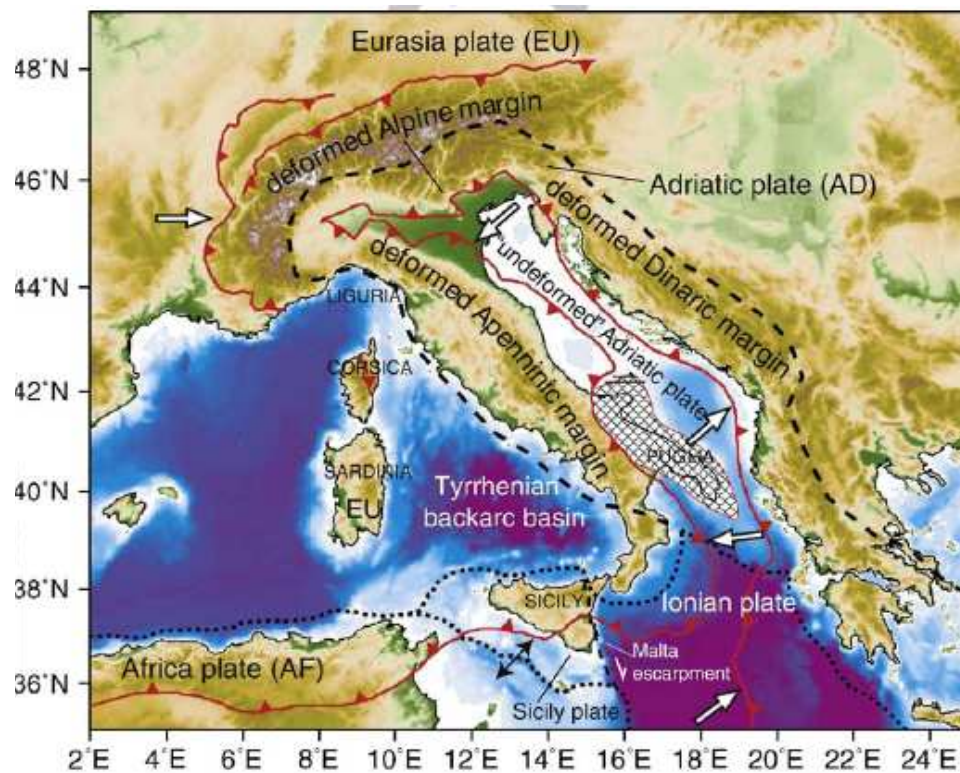 Eurasia plate (EU)
48°N
deformed Alpine margin
46°N
Adriatic plate (AD)
deformed Dinaric margin
"undeformed" Adriatic plate
deformed Apenninic margin
44°N
LIGURIA
CORSICA
42°N
PUGLIA
SARDINIA
40°N
EU
Tyrrhenian
backarc basin
38°N
SICILY
Ionian plate
Africa plate (AF)
Malta
escarpment
36°N
Sicily plate
2°E 4°E 6°E 8°E 10°E 12°E 14°E 16°E 18°E 20°E 22°E 24°E